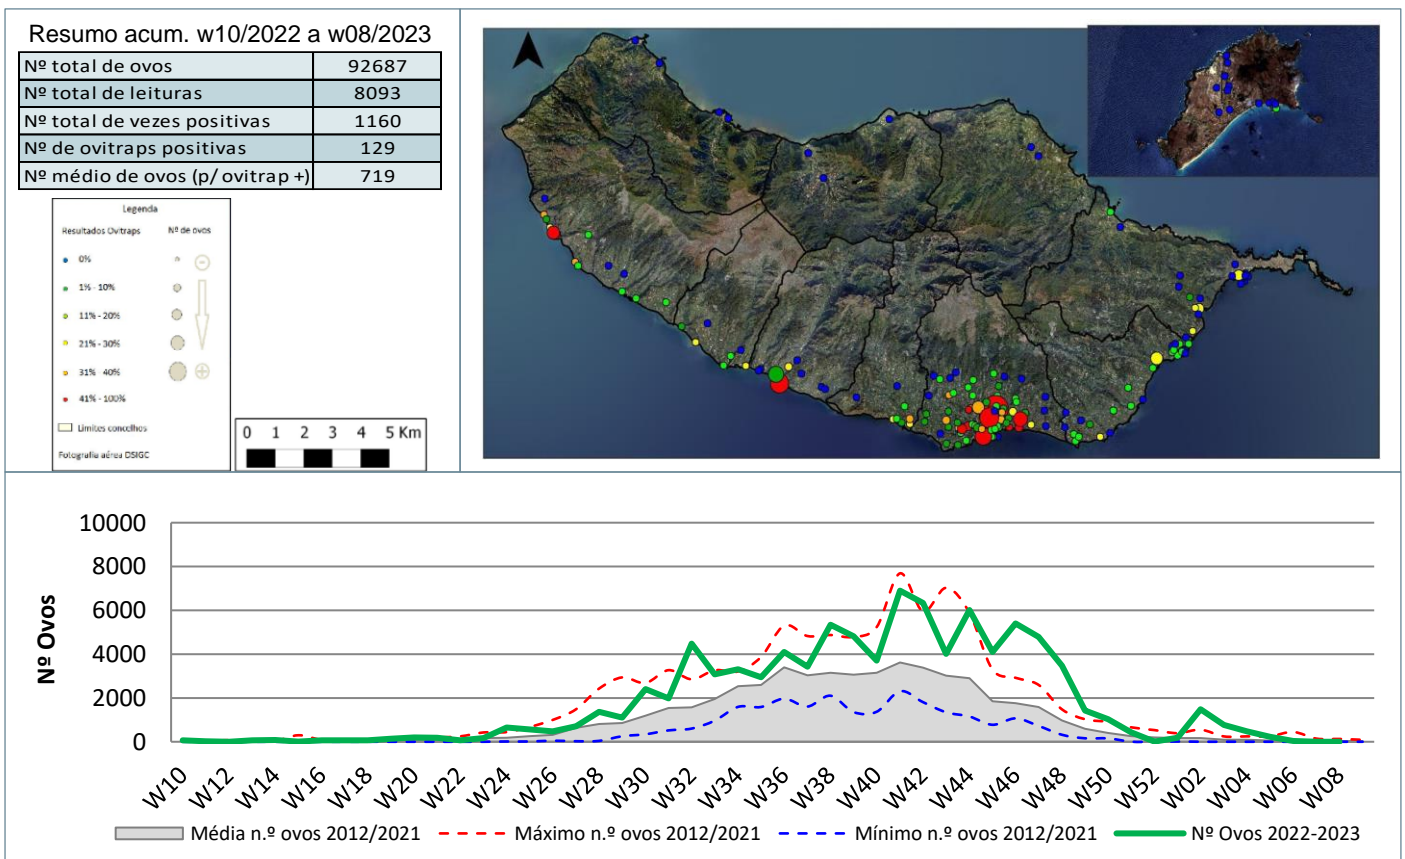 Resumo acum. w10/2022 a w08/2023
Nº total de ovos 92687
Nº total de leituras 8093
Nº total de vezes positivas 1160
Nº de ovitraps positivas 129
Nº médio de ovos (p/ ovitrap +) 719
Legenda
Resultados Ovitraps Nº de ovos
0%
1% - 10%
11% - 20%
21% - 30%
31% - 40%
41% - 100%
Limites concelhos
Fotografia aérea DSIGC
0 1 2 3 4 5 Km
Nº Ovos
10000
8000
6000
4000
2000
0
W10 W12 W14 W16 W18 W20 W22 W24 W26 W28 W30 W32 W34 W36 W38 W40 W42 W44 W46 W48 W50 W52 W02 W04 W06 W08
Média n.º ovos 2012/2021 Máximo n.º ovos 2012/2021 Mínimo n.º ovos 2012/2021 Nº Ovos 2022-2023